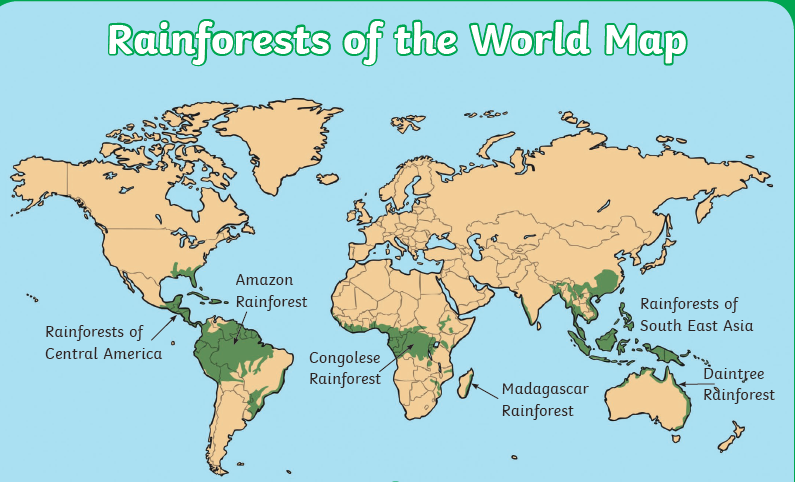 Rainforests of the World Map
Amazon
Rainforest
Rainforests of
Central America
Congolese
Rainforest
Madagascar
Rainforest
Rainforests of
South East Asia
Daintree
Rainforest